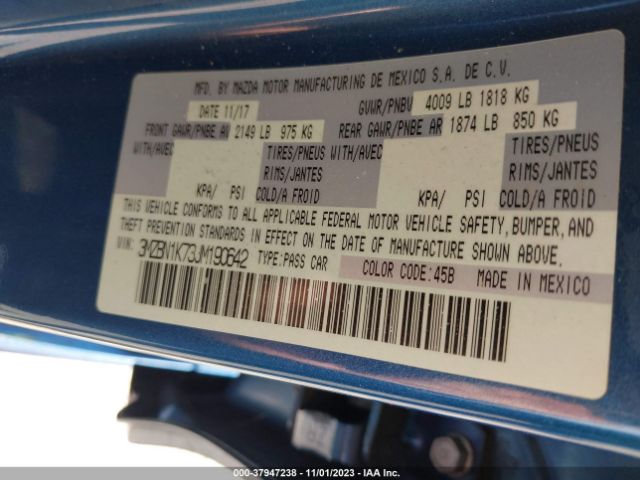 MFD. BY MAZDA MOTOR MANUFACTURING DE MEXICO S.A. DE C.V.
DATE 11/17 GVWR/PNBV 4009 LB 1818 KG
FRONT GAWR/PNBE AV 2149 LB 975 KG REAR GAWR/PNBE AR 1874 LB 850 KG
WITH/AVEC TIRES/PNEUS WITH/AVEC TIRES/PNEUS
RIMS/JANTES RIMS/JANTES
KPA/ PSI COLD/A FROID KPA/ PSI COLD/A FROID
THIS VEHICLE CONFORMS TO ALL APPLICABLE FEDERAL MOTOR VEHICLE SAFETY, BUMPER, AND
THEFT PREVENTION STANDARDS IN EFFECT ON THE DATE OF MANUFACTURE SHOWN ABOVE.
VIN: 3MZBN1K73JM190642 TYPE:PASS CAR COLOR CODE:45B MADE IN MEXICO
000-37947238 - 11/01/2023 - IAA Inc.